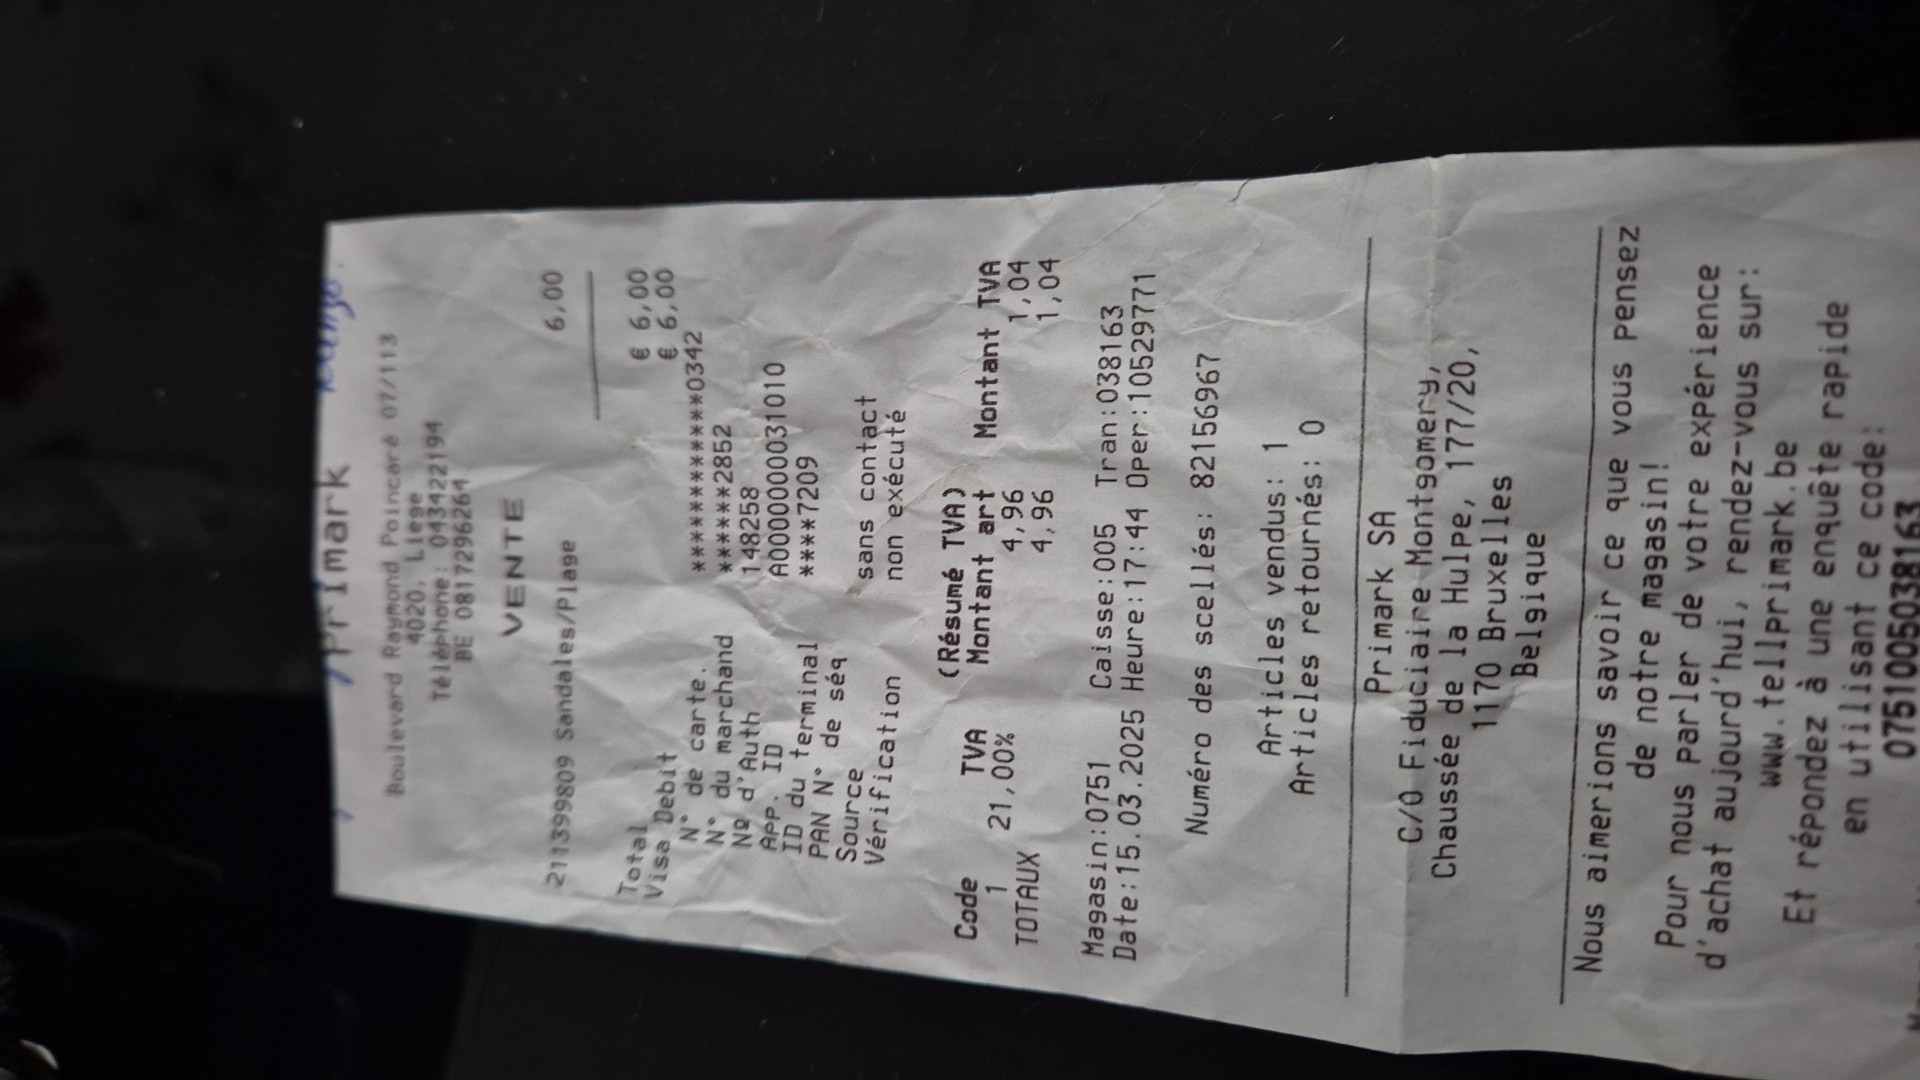 Primark
Boulevard Raymond Poincaré 07/113
4020, Liege
Téléphone: 043422194
BE 0817296264
VENTE
211399809 Sandales/Plage 6,00
Total € 6,00
Visa Debit € 6,00
N° de carte. ************0342
N° du marchand *****2852
Nº d'Auth 148258
APP. ID A0000000031010
ID du terminal ****7209
PAN N° de séq
Source sans contact
Vérification non exécuté
(Résumé TVA)
Code TVA Montant art Montant TVA
1 21,00% 4,96 1,04
TOTAUX 4,96 1,04
Magasin:0751 Caisse:005 Tran:038163
Date:15.03.2025 Heure:17:44 Oper:10529771
Numéro des scellés: 82156967
Articles vendus: 1
Articles retournés: 0
Primark SA
C/O Fiduciaire Montgomery,
Chaussée de la Hulpe, 177/20,
1170 Bruxelles
Belgique
Nous aimerions savoir ce que vous pensez
de notre magasin!
Pour nous parler de votre expérience
d'achat aujourd'hui, rendez-vous sur:
www.tellprimark.be
Et répondez à une enquête rapide
en utilisant ce code:
0751005038163